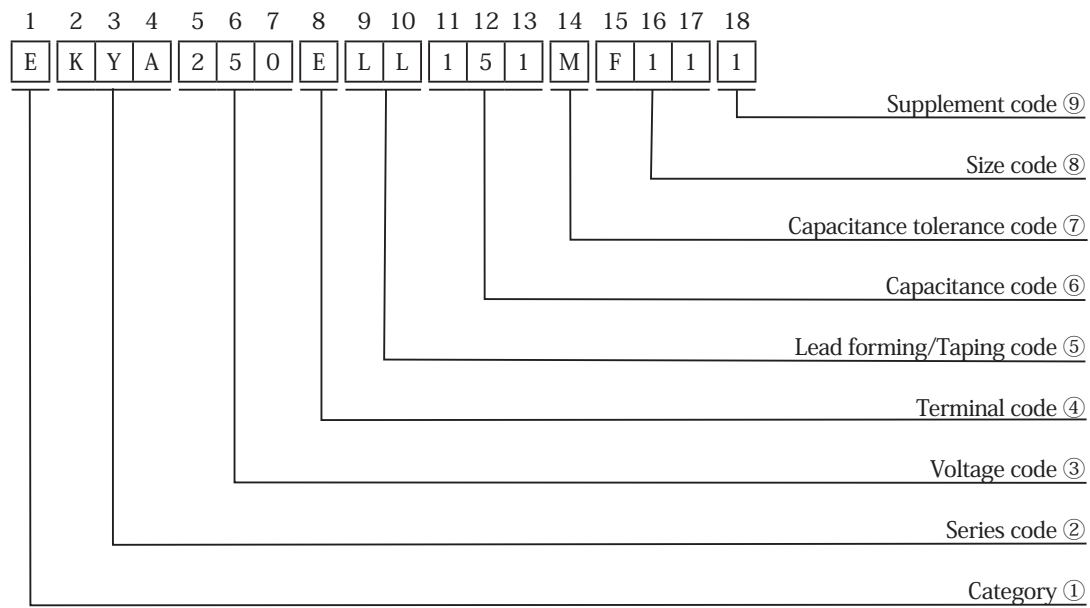 1 2 3 4 5 6 7 8 9 10 11 12 13 14 15 16 17 18
E K Y A 2 5 0 E L L 1 5 1 M F 1 1 1
Supplement code ⑨
Size code ⑧
Capacitance tolerance code ⑦
Capacitance code ⑥
Lead forming/Taping code ⑤
Terminal code ④
Voltage code ③
Series code ②
Category ①